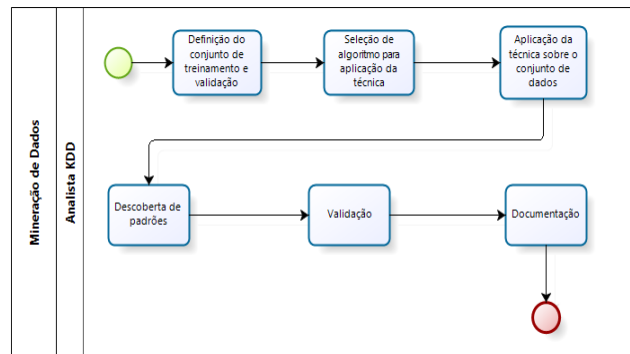 Mineração de Dados
Analista KDD
Definição do
conjunto de
treinamento e
validação
Seleção de
algoritmo para
aplicação da
técnica
Aplicação da
técnica sobre o
conjunto de
dados
Descoberta de
padrões
Validação
Documentação